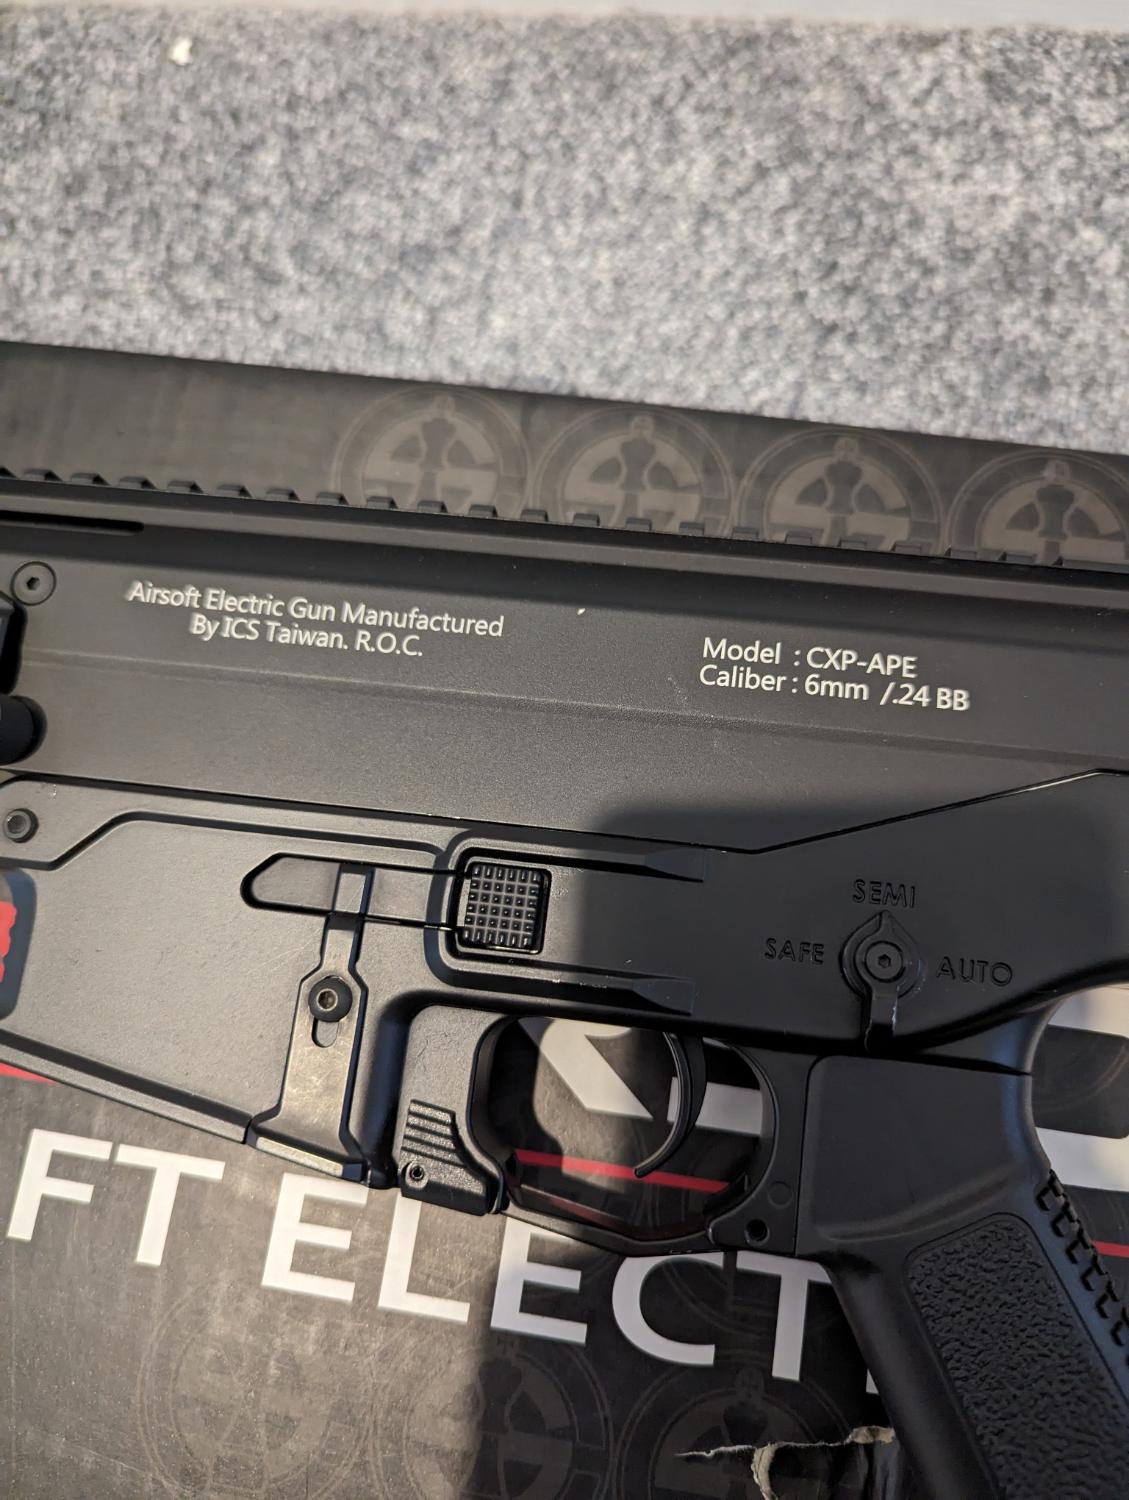 Airsoft Electric Gun Manufactured
By ICS Taiwan. R.O.C.
Model : CXP-APE
Caliber : 6mm /.24 BB
SEMI
SAFE
AUTO
FT ELECT